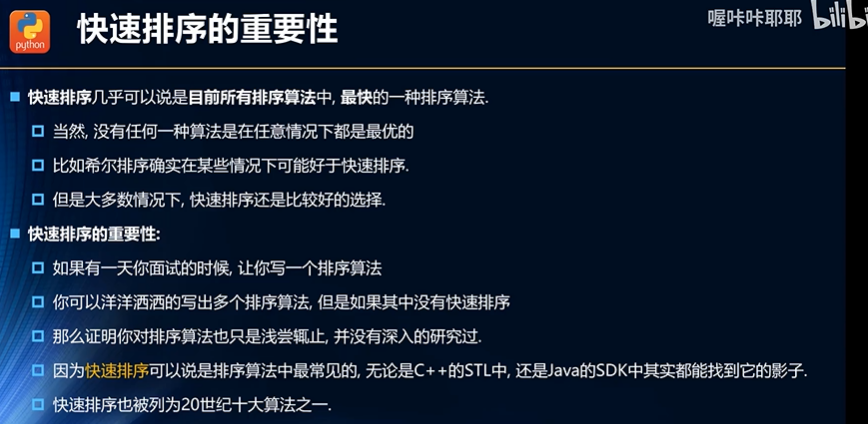 快速排序的重要性
python
喔咔咔耶耶
bilib
快速排序几乎可以说是目前所有排序算法中, 最快的一种排序算法.
当然, 没有任何一种算法是在任意情况下都是最优的
比如希尔排序确实在某些情况下可能好于快速排序.
但是大多数情况下, 快速排序还是比较好的选择.
快速排序的重要性:
如果有一天你面试的时候, 让你写一个排序算法
你可以洋洋洒洒的写出多个排序算法, 但是如果其中没有快速排序
那么证明你对排序算法也只是浅尝辄止, 并没有深入的研究过.
因为快速排序可以说是排序算法中最常见的, 无论是C++的STL中, 还是Java的SDK中其实都能找到它的影子.
快速排序也被列为20世纪十大算法之一.